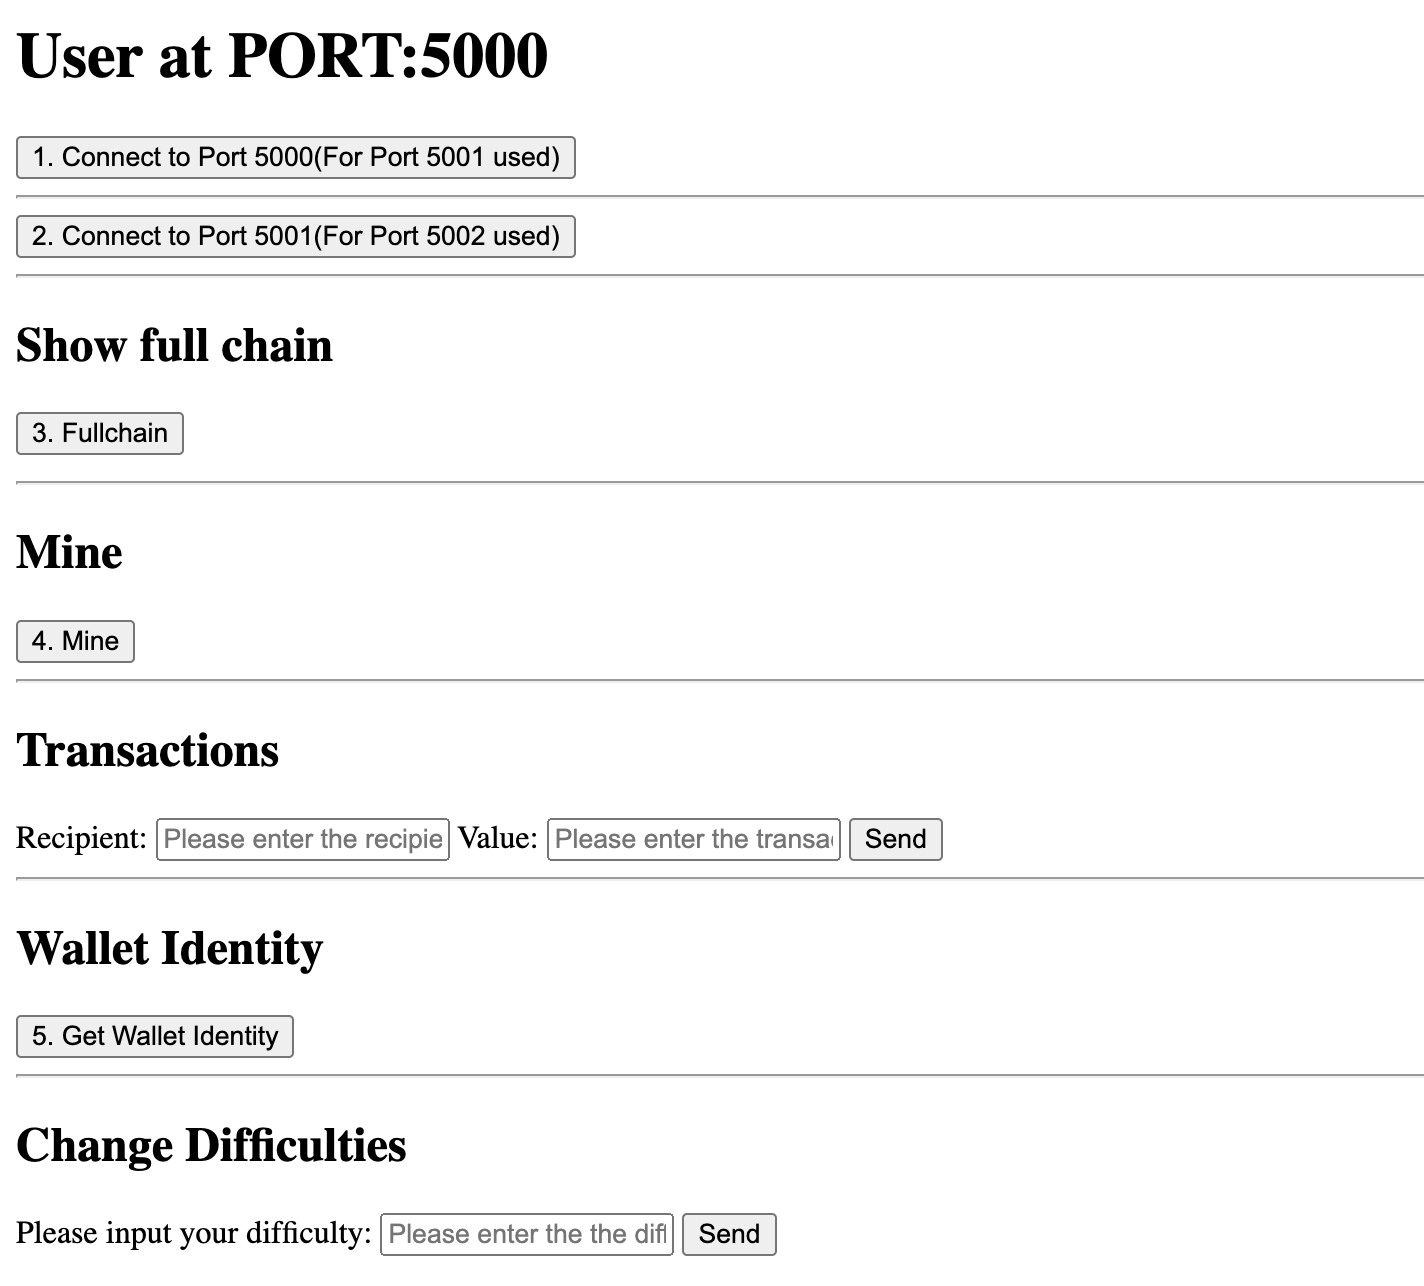 User at PORT:5000
1. Connect to Port 5000(For Port 5001 used)
2. Connect to Port 5001(For Port 5002 used)
Show full chain
3. Fullchain
Mine
4. Mine
Transactions
Recipient: Please enter the recipie Value: Please enter the transa Send
Wallet Identity
5. Get Wallet Identity
Change Difficulties
Please input your difficulty: Please enter the the diff Send